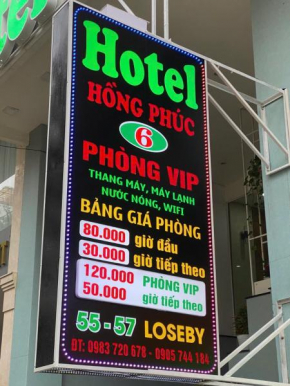 Hotel
HỒNG PHÚC
6
PHÒNG VIP
THANG MÁY, MÁY LẠNH
NƯỚC NÓNG, WIFI
BẢNG GIÁ PHÒNG
80.000 giờ đầu
30.000 giờ tiếp theo
120.000 PHÒNG VIP
50.000 giờ tiếp theo
55 - 57 LOSEBY
ĐT: 0983 720 678 - 0985 744 184